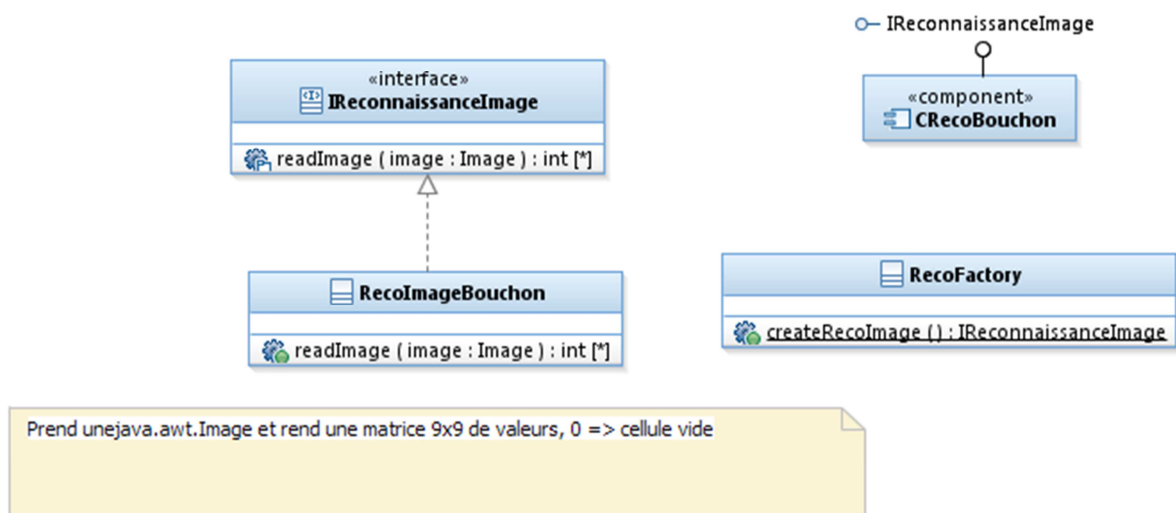 IReconnaissanceImage
«interface»
IReconnaissanceImage
readImage ( image : Image ) : int [*]
«component»
CRecoBouchon
RecoImageBouchon
readImage ( image : Image ) : int [*]
RecoFactory
createRecoImage ( ) : IReconnaissanceImage
Prend unejava.awt.Image et rend une matrice 9x9 de valeurs, 0 => cellule vide